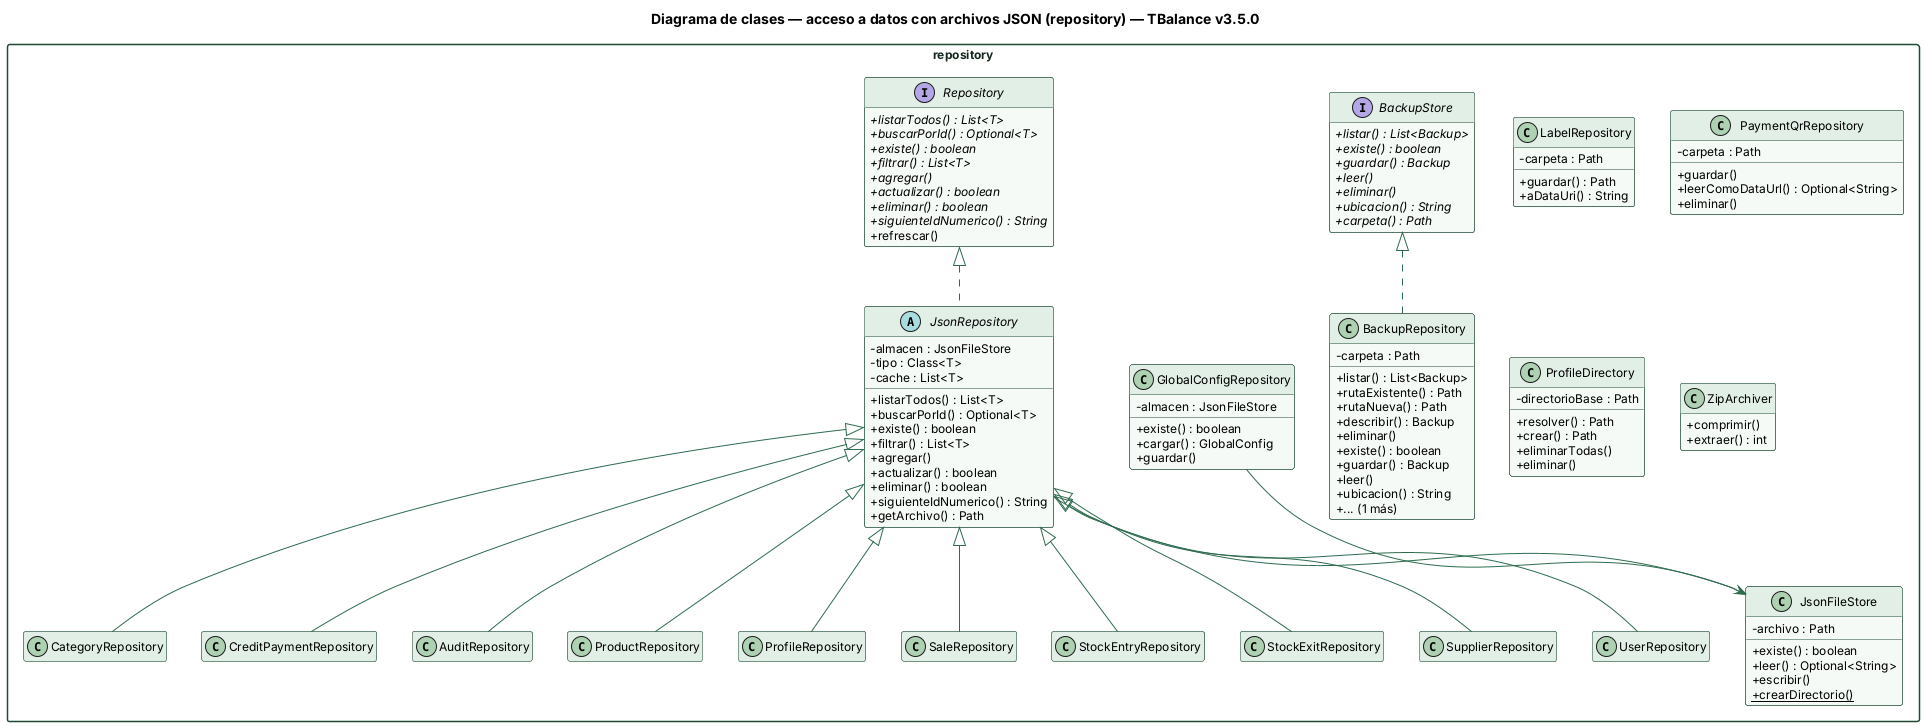 Diagrama de clases — acceso a datos con archivos JSON (repository) — TBalance v3.5.0
repository
I Repository
+listarTodos() : List<T>
+buscarPorId() : Optional<T>
+existe() : boolean
+filtrar() : List<T>
+agregar()
+actualizar() : boolean
+eliminar() : boolean
+siguienteIdNumerico() : String
+refrescar()
I BackupStore
+listar() : List<Backup>
+existe() : boolean
+guardar() : Backup
+leer()
+eliminar()
+ubicacion() : String
+carpeta() : Path
C LabelRepository
-carpeta : Path
+guardar() : Path
+aDataUri() : String
C PaymentQrRepository
-carpeta : Path
+guardar()
+leerComoDataUrl() : Optional<String>
+eliminar()
A JsonRepository
-almacen : JsonFileStore
-tipo : Class<T>
-cache : List<T>
+listarTodos() : List<T>
+buscarPorId() : Optional<T>
+existe() : boolean
+filtrar() : List<T>
+agregar()
+actualizar() : boolean
+eliminar() : boolean
+siguienteIdNumerico() : String
+getArchivo() : Path
C GlobalConfigRepository
-almacen : JsonFileStore
+existe() : boolean
+cargar() : GlobalConfig
+guardar()
C BackupRepository
-carpeta : Path
+listar() : List<Backup>
+rutaExistente() : Path
+rutaNueva() : Path
+describir() : Backup
+eliminar()
+existe() : boolean
+guardar() : Backup
+leer()
+ubicacion() : String
+... (1 más)
C ProfileDirectory
-directorioBase : Path
+resolver() : Path
+crear() : Path
+eliminarTodas()
+eliminar()
C ZipArchiver
+comprimir()
+extraer() : int
C CategoryRepository
C CreditPaymentRepository
C AuditRepository
C ProductRepository
C ProfileRepository
C SaleRepository
C StockEntryRepository
C StockExitRepository
C SupplierRepository
C UserRepository
C JsonFileStore
-archivo : Path
+existe() : boolean
+leer() : Optional<String>
+escribir()
+crearDirectorio()